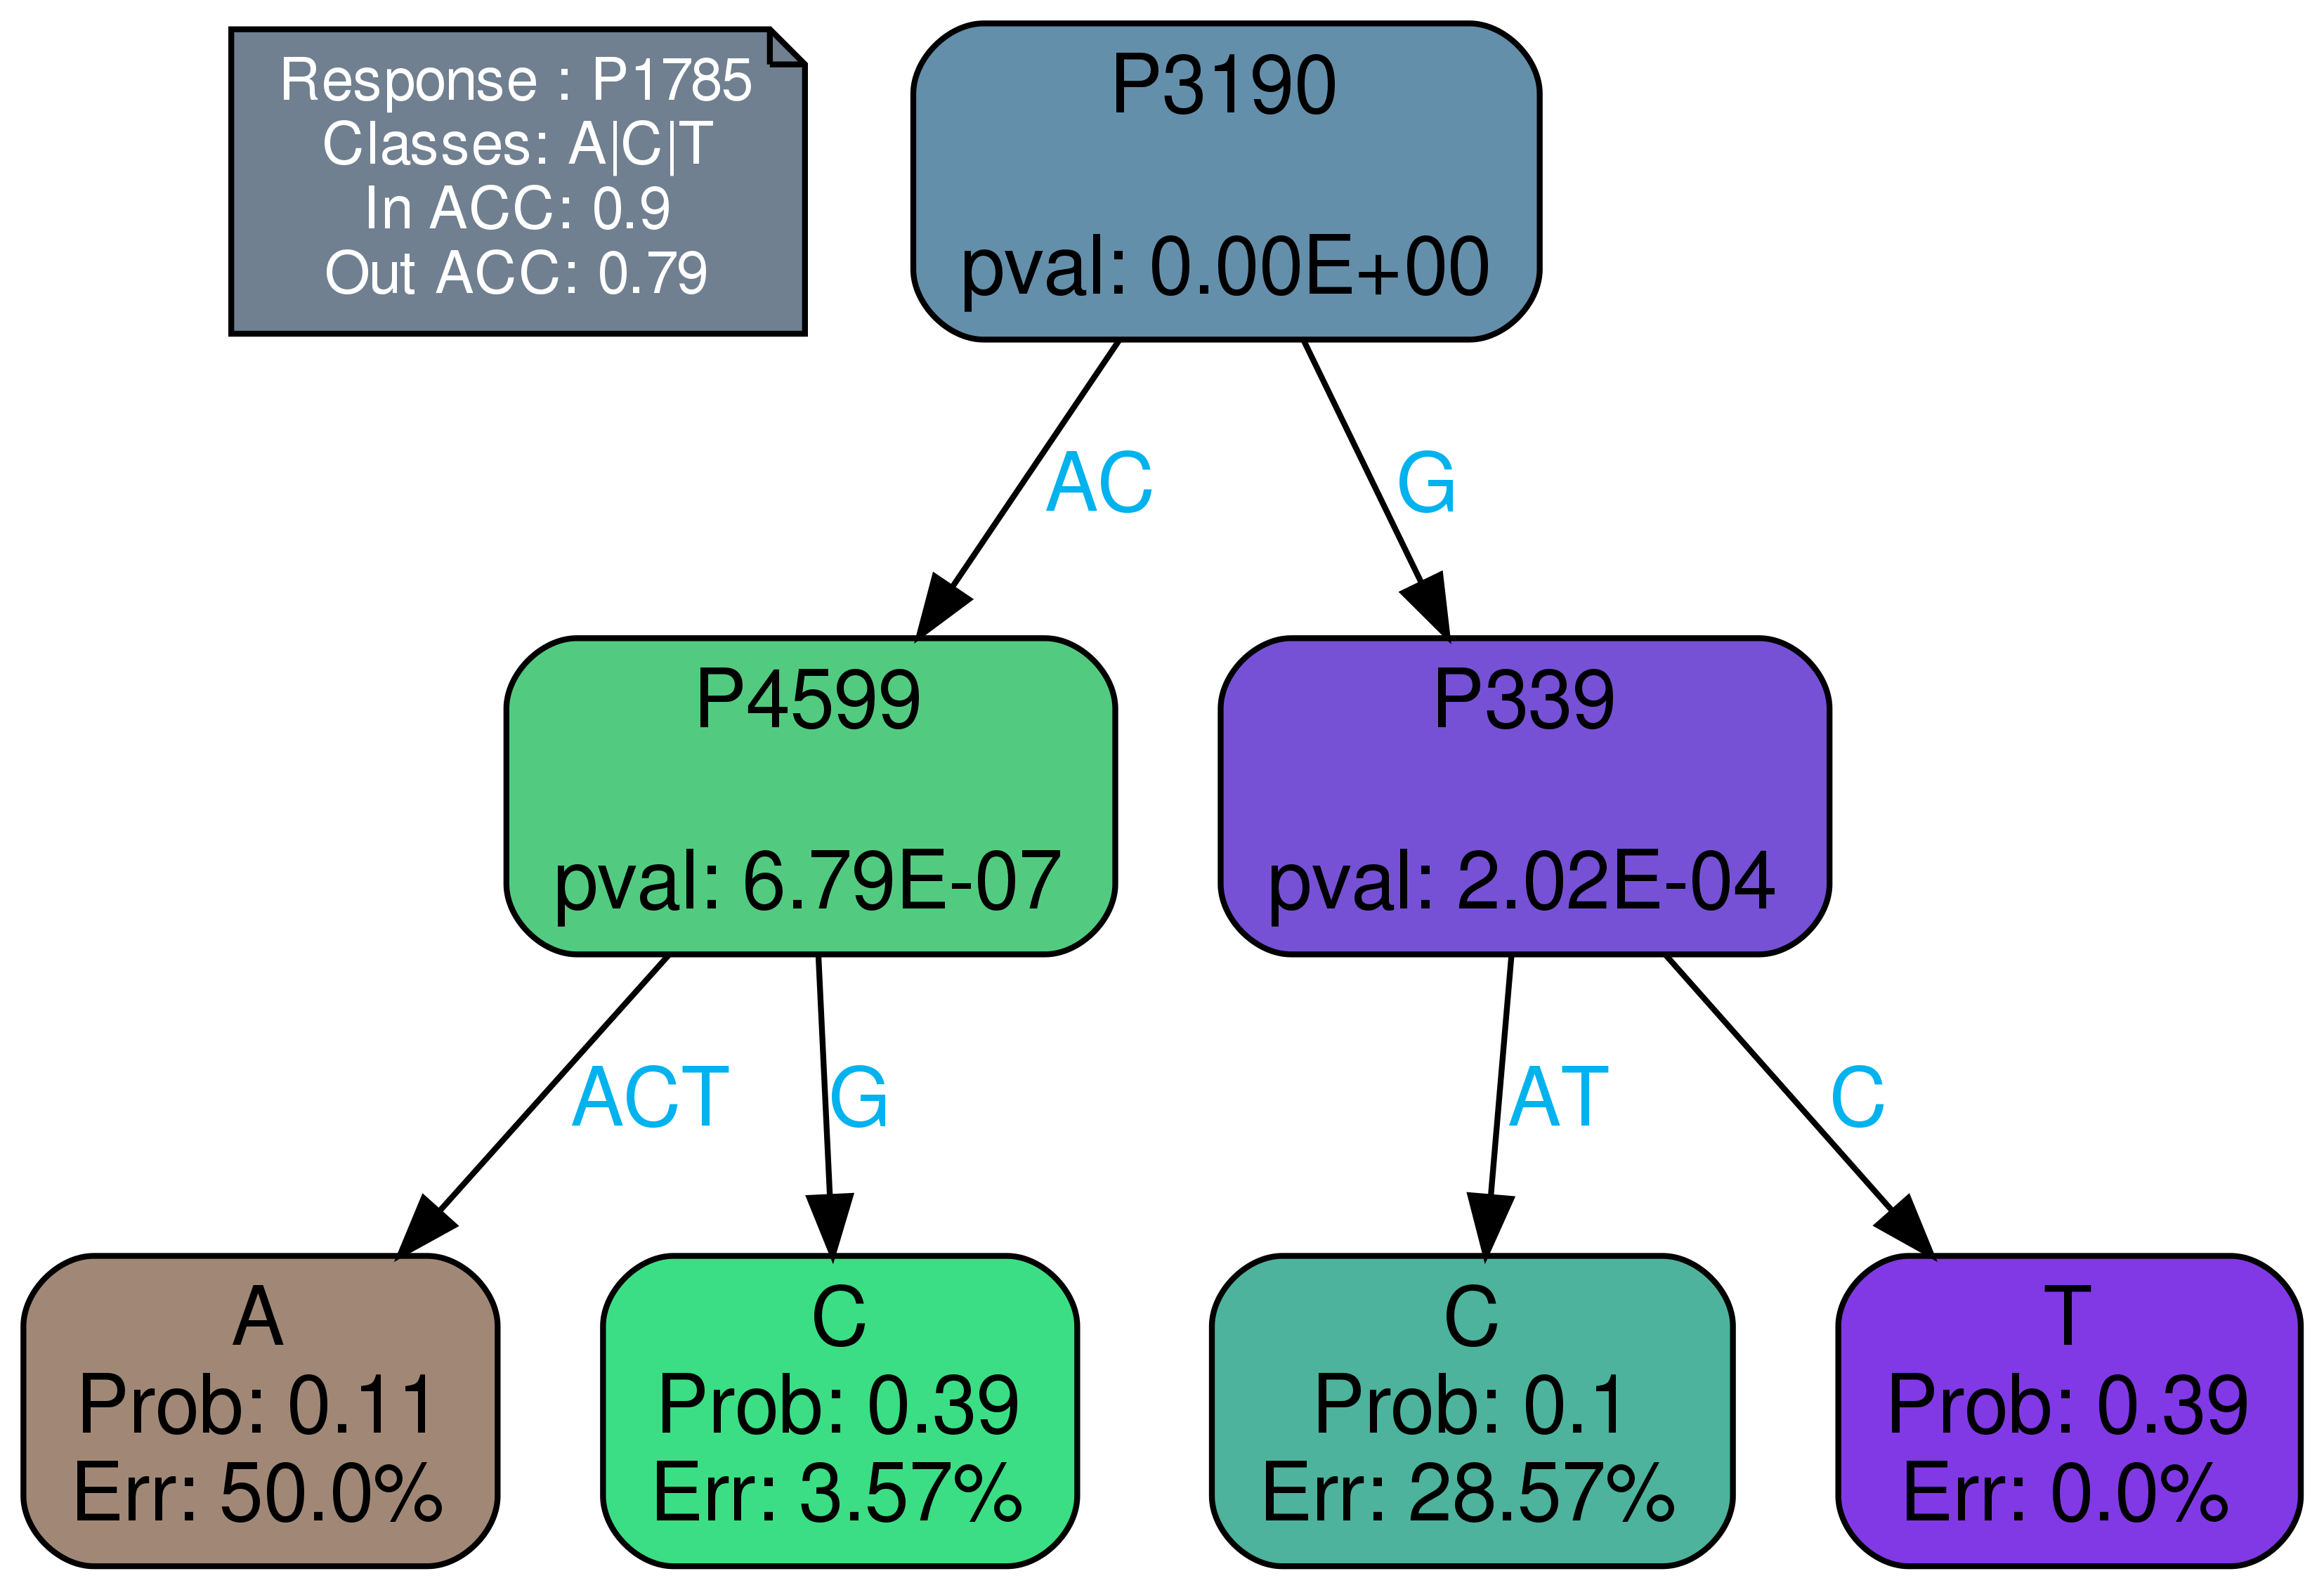 Response : P1785
Classes: A|C|T
In ACC: 0.9
Out ACC: 0.79
P3190
pval: 0.00E+00
AC
G
P4599
pval: 6.79E-07
P339
pval: 2.02E-04
ACT
G
AT
C
A
Prob: 0.11
Err: 50.0%
C
Prob: 0.39
Err: 3.57%
C
Prob: 0.1
Err: 28.57%
T
Prob: 0.39
Err: 0.0%